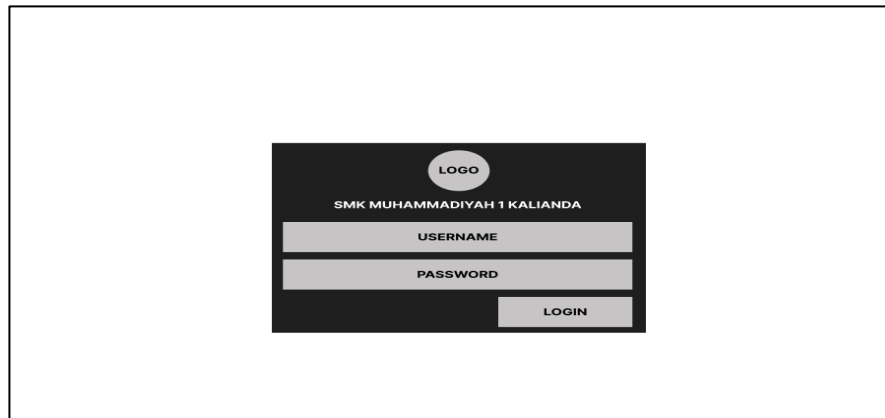 LOGO
SMK MUHAMMADIYAH 1 KALIANDA
USERNAME
PASSWORD
LOGIN